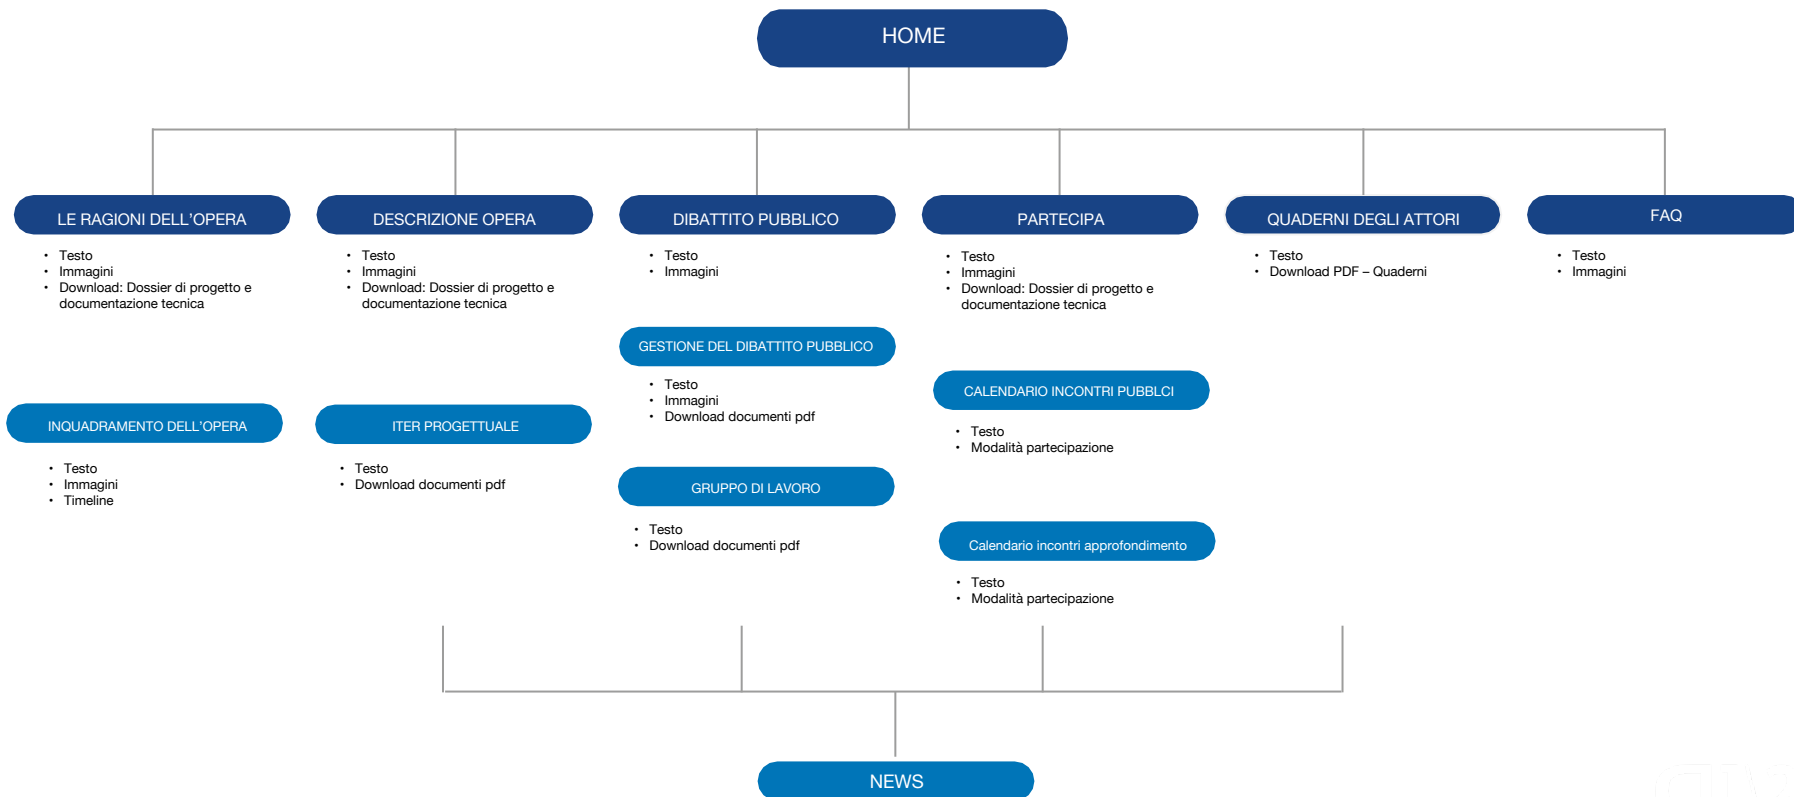 HOME
LE RAGIONI DELL'OPERA
• Testo
• Immagini
• Download: Dossier di progetto e
documentazione tecnica
INQUADRAMENTO DELL'OPERA
• Testo
• Immagini
• Timeline
DESCRIZIONE OPERA
• Testo
• Immagini
• Download: Dossier di progetto e
documentazione tecnica
ITER PROGETTUALE
• Testo
• Download documenti pdf
DIBATTITO PUBBLICO
• Testo
• Immagini
GESTIONE DEL DIBATTITO PUBBLICO
• Testo
• Immagini
• Download documenti pdf
GRUPPO DI LAVORO
• Testo
• Download documenti pdf
PARTECIPA
• Testo
• Immagini
• Download: Dossier di progetto e
documentazione tecnica
CALENDARIO INCONTRI PUBBLCI
• Testo
• Modalità partecipazione
Calendario incontri approfondimento
• Testo
• Modalità partecipazione
QUADERNI DEGLI ATTORI
• Testo
• Download PDF – Quaderni
FAQ
• Testo
• Immagini
NEWS